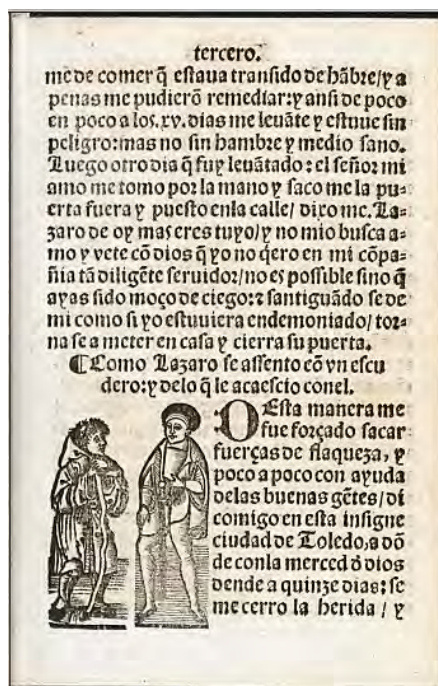 tercero.
me de comer q̃ estaua transido de hãbre/y a
penas me pudierõ remediar: y ansi de poco
en poco a los. xv. dias me leuãte y estuue sin
peligro: mas no sin hambre y medio sano.
Luego otro dia q̃ fuy leuãtado: el señor mi
amo me tomo por la mano y saco me la pu=
erta fuera y puesto enla calle/ dixo me. La=
zaro de oy mas eres tuyo/y no mio busca a=
mo y vete cõ dios q̃ yo no q̃ero en mi cõpa=
ñia tã diligẽte seruidor/no es possible sino q̃
ayas sido moço de ciego: ⁊ santiguãdo se de
mi como si yo estuuiera endemoniado/ tor=
na se a meter en casa y cierra su puerta.
¶Como Lazaro se assento cõ vn escu
dero: y delo q̃ le acaescio conel.
DEsta manera me
fue forçado sacar
fuerças de flaqueza, y
poco a poco con ayuda
delas buenas gẽtes/di
comigo en esta insigne
ciudad de Toledo, a dõ
de conla merced d̃ dios
dende a quinze dias: se
me cerro la herida / y